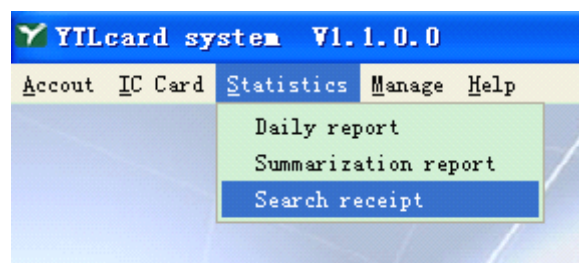 YTLcard system V1.1.0.0
Accout IC Card Statistics Manage Help
Daily report
Summarization report
Search receipt